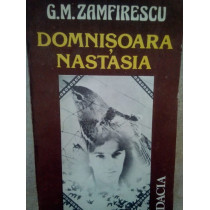 G.M. ZAMFIRESCU
DOMNIȘOARA
NASTASIA
DACIA